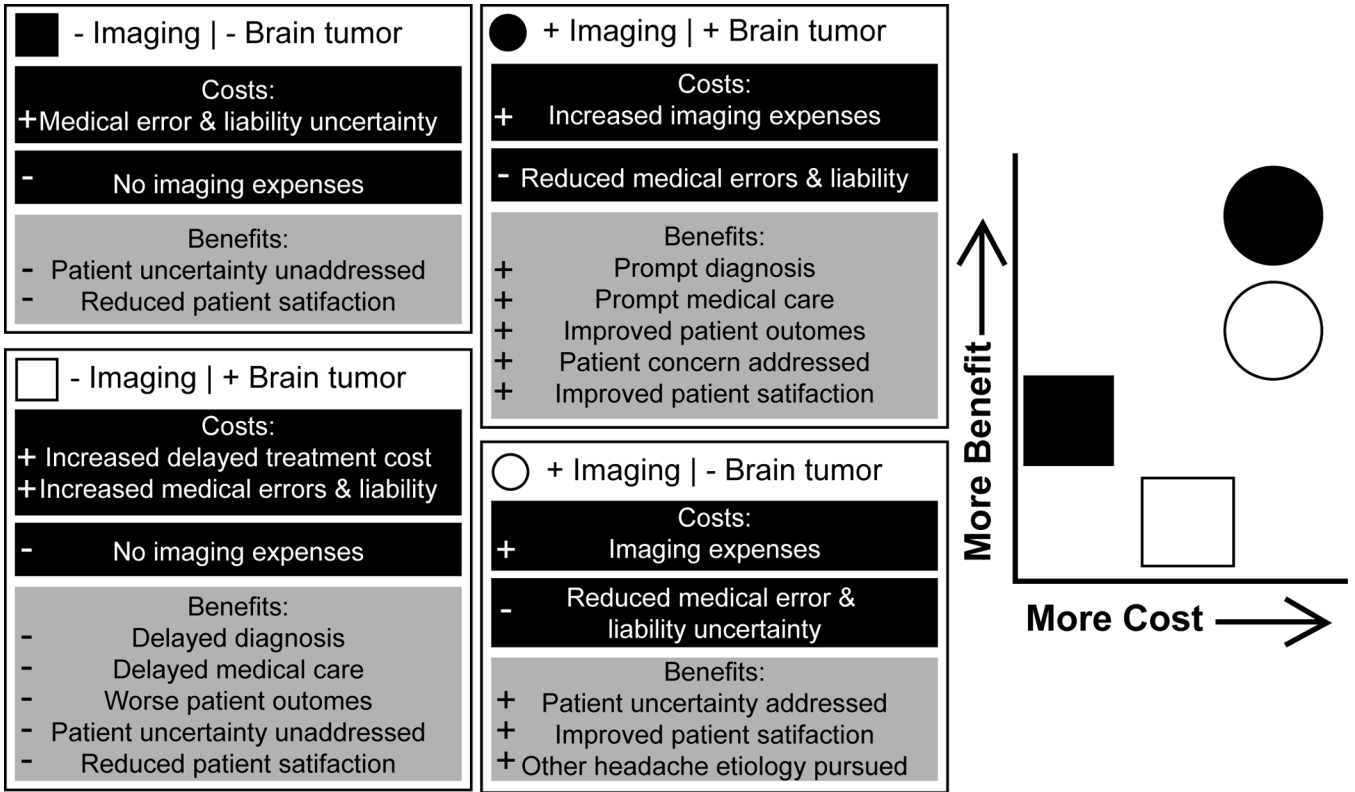 - Imaging | - Brain tumor
Costs:
+ Medical error & liability uncertainty
- No imaging expenses
Benefits:
- Patient uncertainty unaddressed
- Reduced patient satifaction
- Imaging | + Brain tumor
Costs:
+ Increased delayed treatment cost
+ Increased medical errors & liability
- No imaging expenses
Benefits:
- Delayed diagnosis
- Delayed medical care
- Worse patient outcomes
- Patient uncertainty unaddressed
- Reduced patient satifaction
+ Imaging | + Brain tumor
Costs:
+ Increased imaging expenses
- Reduced medical errors & liability
Benefits:
+ Prompt diagnosis
+ Prompt medical care
+ Improved patient outcomes
+ Patient concern addressed
+ Improved patient satifaction
+ Imaging | - Brain tumor
Costs:
+ Imaging expenses
- Reduced medical error &
liability uncertainty
Benefits:
+ Patient uncertainty addressed
+ Improved patient satifaction
+ Other headache etiology pursued
More Benefit
More Cost